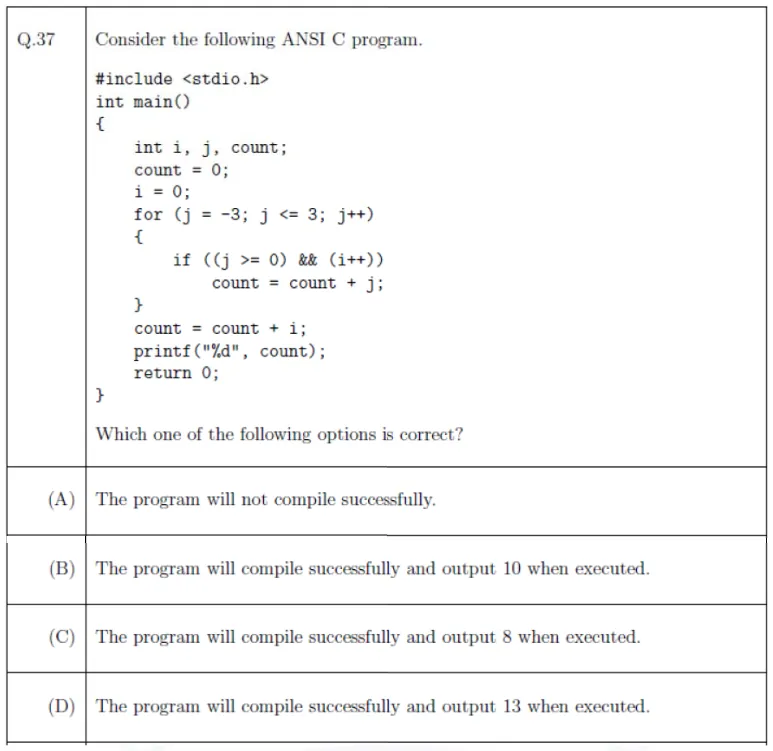 Q.37 Consider the following ANSI C program.
#include <stdio.h>
int main()
{
int i, j, count;
count = 0;
i = 0;
for (j = -3; j <= 3; j++)
{
if ((j >= 0) && (i++))
count = count + j;
}
count = count + i;
printf("%d", count);
return 0;
}
Which one of the following options is correct?
(A) The program will not compile successfully.
(B) The program will compile successfully and output 10 when executed.
(C) The program will compile successfully and output 8 when executed.
(D) The program will compile successfully and output 13 when executed.